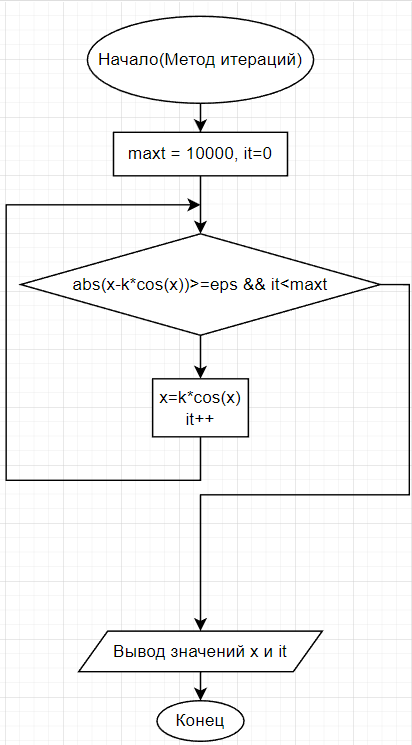 Начало(Метод итераций)
maxt = 10000, it=0
abs(x-k*cos(x))>=eps && it<maxt
x=k*cos(x)
it++
Вывод значений x и it
Конец